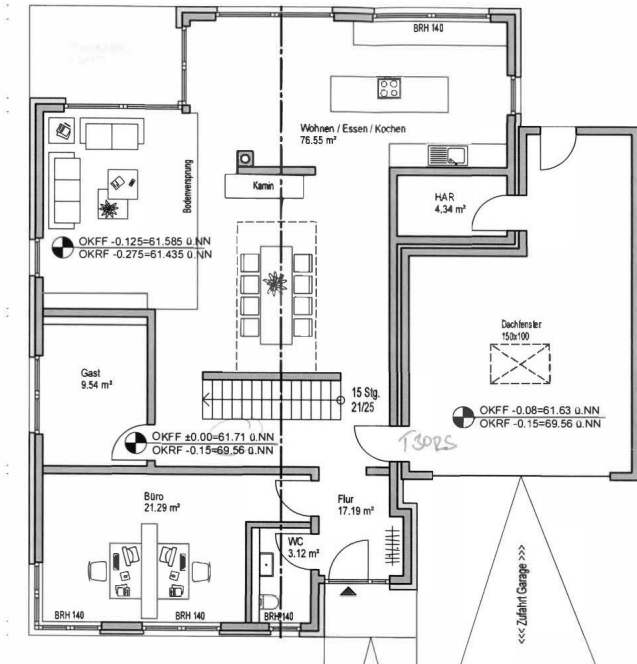 BRH 140
Wohnen / Essen / Kochen
76.55 m²
Bodenversprung
Kamin
HAR
4.34 m²
OKFF -0.125=61.585 ü.NN
OKRF -0.275=61.435 ü.NN
Dachfenster
150x100
Gast
9.54 m²
15 Stg.
21/25
OKFF -0.08=61.63 ü.NN
OKRF -0.15=69.56 ü.NN
OKFF ±0.00=61.71 ü.NN
OKRF -0.15=69.56 ü.NN
T30RS
Büro
21.29 m²
Flur
17.19 m²
WC
3.12 m²
<<< Zufahrt Garage >>>
BRH 140
BRH 140
BRH 140